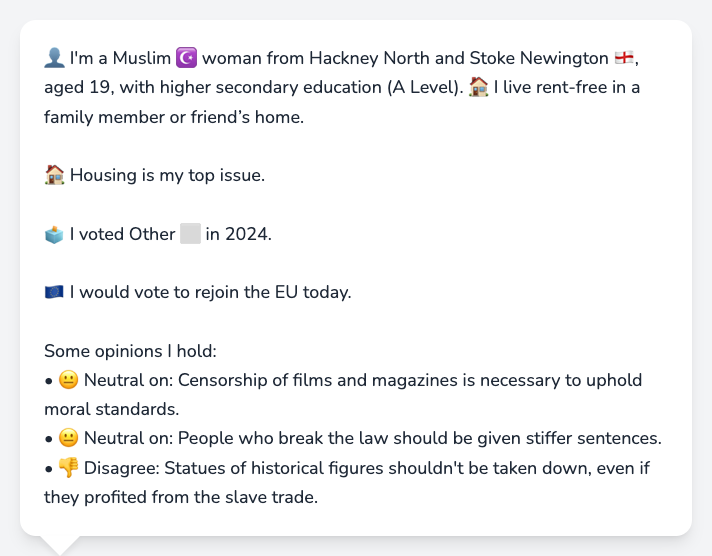 👤 I'm a Muslim ☪️ woman from Hackney North and Stoke Newington 🏴󠁧󠁢󠁥󠁮󠁧󠁿,
aged 19, with higher secondary education (A Level). 🏠 I live rent-free in a
family member or friend’s home.
🏠 Housing is my top issue.
🗳️ I voted Other ⬜ in 2024.
🇪🇺 I would vote to rejoin the EU today.
Some opinions I hold:
• 😐 Neutral on: Censorship of films and magazines is necessary to uphold
moral standards.
• 😐 Neutral on: People who break the law should be given stiffer sentences.
• 👎 Disagree: Statues of historical figures shouldn't be taken down, even if
they profited from the slave trade.